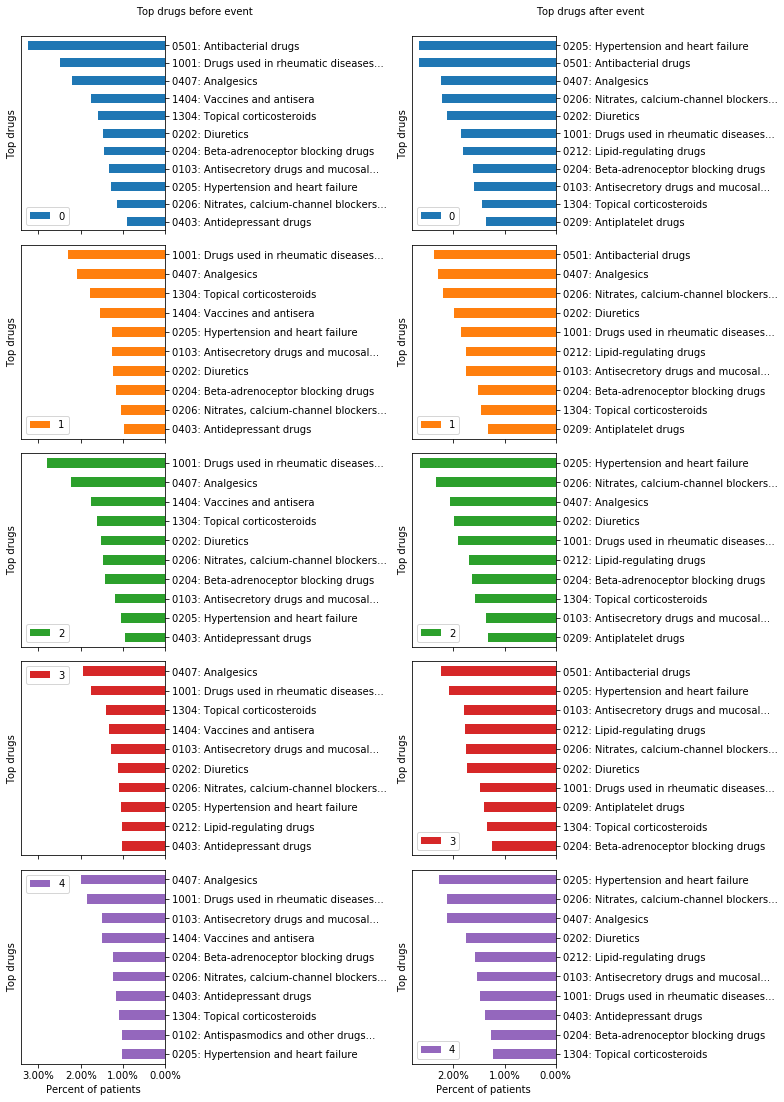 Top drugs before event
Top drugs
0501: Antibacterial drugs
1001: Drugs used in rheumatic diseases...
0407: Analgesics
1404: Vaccines and antisera
1304: Topical corticosteroids
0202: Diuretics
0204: Beta-adrenoceptor blocking drugs
0103: Antisecretory drugs and mucosal...
0205: Hypertension and heart failure
0206: Nitrates, calcium-channel blockers...
0403: Antidepressant drugs
0
Top drugs
1001: Drugs used in rheumatic diseases...
0407: Analgesics
1304: Topical corticosteroids
1404: Vaccines and antisera
0205: Hypertension and heart failure
0103: Antisecretory drugs and mucosal...
0202: Diuretics
0204: Beta-adrenoceptor blocking drugs
0206: Nitrates, calcium-channel blockers...
0403: Antidepressant drugs
1
Top drugs
1001: Drugs used in rheumatic diseases...
0407: Analgesics
1404: Vaccines and antisera
1304: Topical corticosteroids
0202: Diuretics
0206: Nitrates, calcium-channel blockers...
0204: Beta-adrenoceptor blocking drugs
0103: Antisecretory drugs and mucosal...
0205: Hypertension and heart failure
0403: Antidepressant drugs
2
Top drugs
3
0407: Analgesics
1001: Drugs used in rheumatic diseases...
1304: Topical corticosteroids
1404: Vaccines and antisera
0103: Antisecretory drugs and mucosal...
0202: Diuretics
0206: Nitrates, calcium-channel blockers...
0205: Hypertension and heart failure
0212: Lipid-regulating drugs
0403: Antidepressant drugs
Top drugs
4
0407: Analgesics
1001: Drugs used in rheumatic diseases...
0103: Antisecretory drugs and mucosal...
1404: Vaccines and antisera
0204: Beta-adrenoceptor blocking drugs
0206: Nitrates, calcium-channel blockers...
0403: Antidepressant drugs
1304: Topical corticosteroids
0102: Antispasmodics and other drugs...
0205: Hypertension and heart failure
3.00% 2.00% 1.00% 0.00%
Percent of patients
Top drugs after event
Top drugs
0205: Hypertension and heart failure
0501: Antibacterial drugs
0407: Analgesics
0206: Nitrates, calcium-channel blockers...
0202: Diuretics
1001: Drugs used in rheumatic diseases...
0212: Lipid-regulating drugs
0204: Beta-adrenoceptor blocking drugs
0103: Antisecretory drugs and mucosal...
1304: Topical corticosteroids
0209: Antiplatelet drugs
0
Top drugs
0501: Antibacterial drugs
0407: Analgesics
0206: Nitrates, calcium-channel blockers...
0202: Diuretics
1001: Drugs used in rheumatic diseases...
0212: Lipid-regulating drugs
0103: Antisecretory drugs and mucosal...
0204: Beta-adrenoceptor blocking drugs
1304: Topical corticosteroids
0209: Antiplatelet drugs
1
Top drugs
0205: Hypertension and heart failure
0206: Nitrates, calcium-channel blockers...
0407: Analgesics
0202: Diuretics
1001: Drugs used in rheumatic diseases...
0212: Lipid-regulating drugs
0204: Beta-adrenoceptor blocking drugs
1304: Topical corticosteroids
0103: Antisecretory drugs and mucosal...
0209: Antiplatelet drugs
2
Top drugs
0501: Antibacterial drugs
0205: Hypertension and heart failure
0103: Antisecretory drugs and mucosal...
0212: Lipid-regulating drugs
0206: Nitrates, calcium-channel blockers...
0202: Diuretics
1001: Drugs used in rheumatic diseases...
0209: Antiplatelet drugs
1304: Topical corticosteroids
0204: Beta-adrenoceptor blocking drugs
3
Top drugs
0205: Hypertension and heart failure
0206: Nitrates, calcium-channel blockers...
0407: Analgesics
0202: Diuretics
0212: Lipid-regulating drugs
0103: Antisecretory drugs and mucosal...
1001: Drugs used in rheumatic diseases...
0403: Antidepressant drugs
0204: Beta-adrenoceptor blocking drugs
1304: Topical corticosteroids
4
2.00% 1.00% 0.00%
Percent of patients